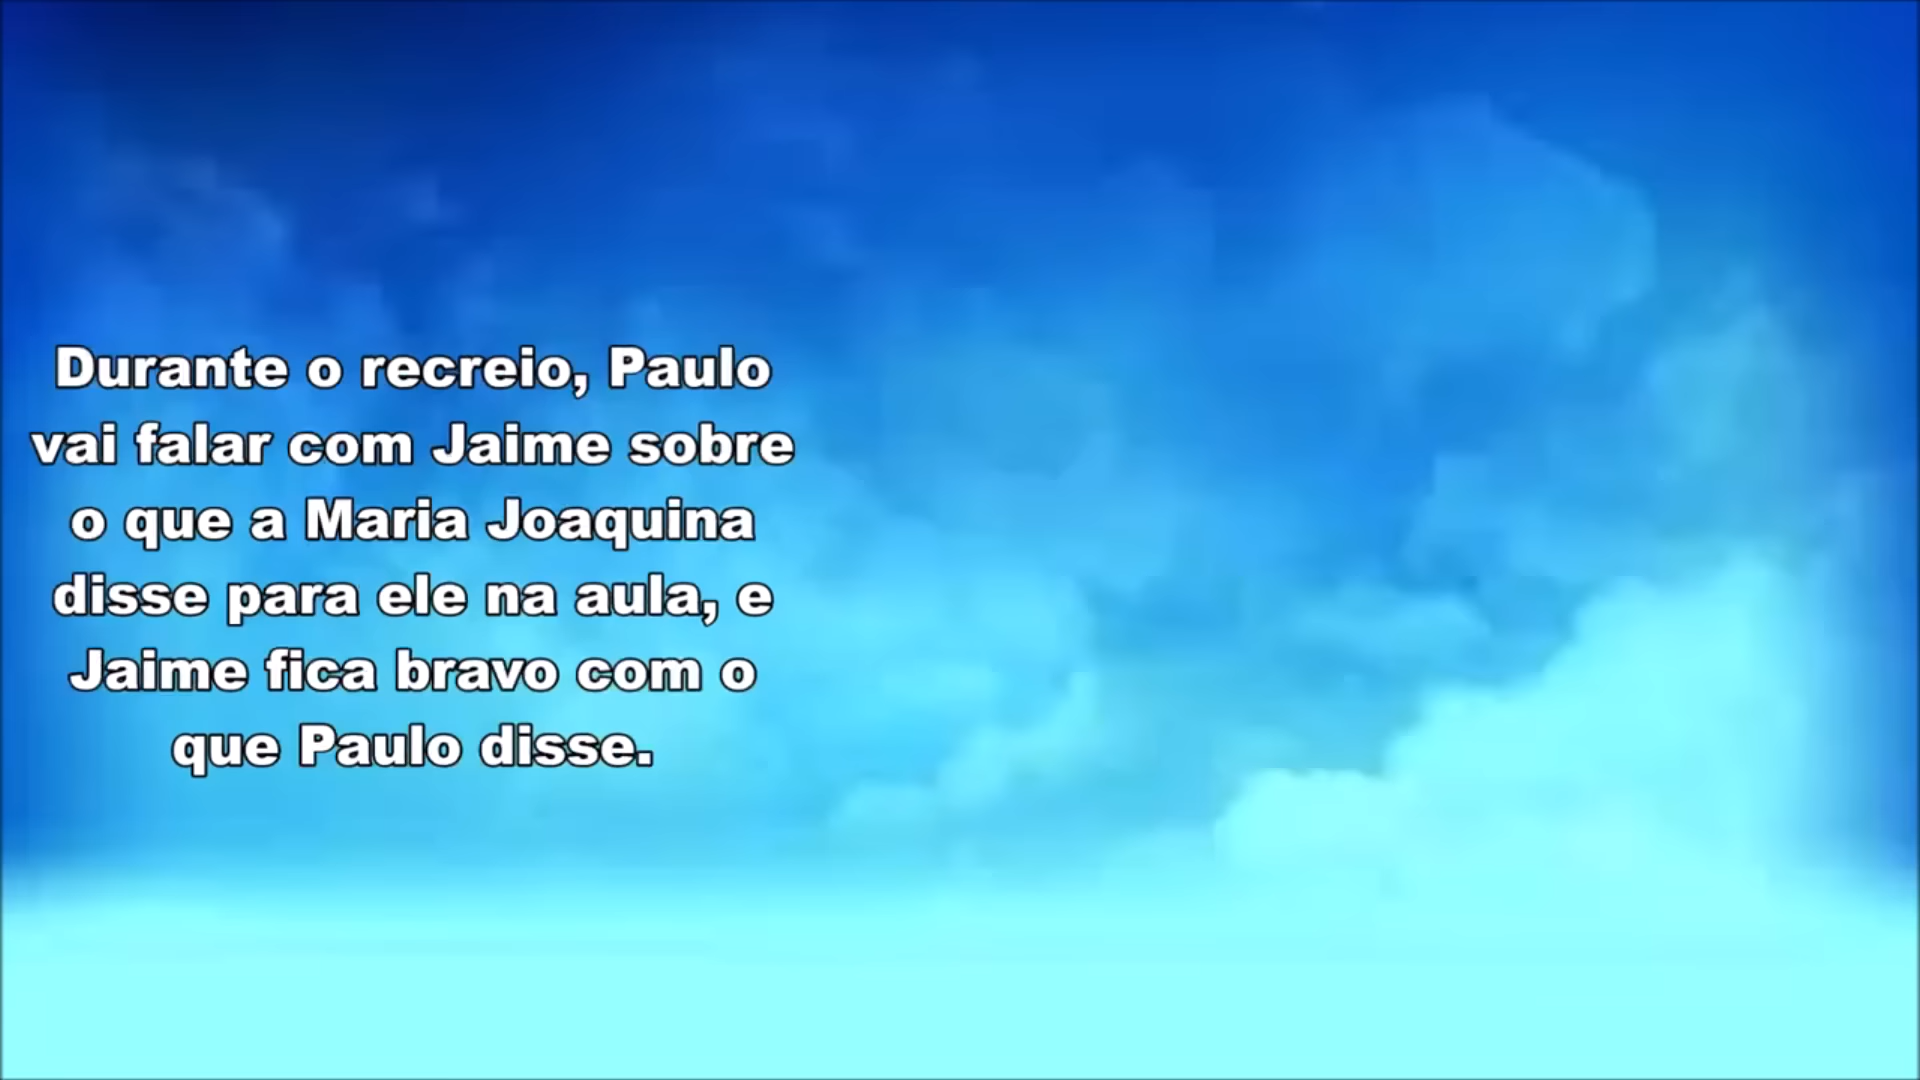 Durante o recreio, Paulo
vai falar com Jaime sobre
o que a Maria Joaquina
disse para ele na aula, e
Jaime fica bravo com o
que Paulo disse.